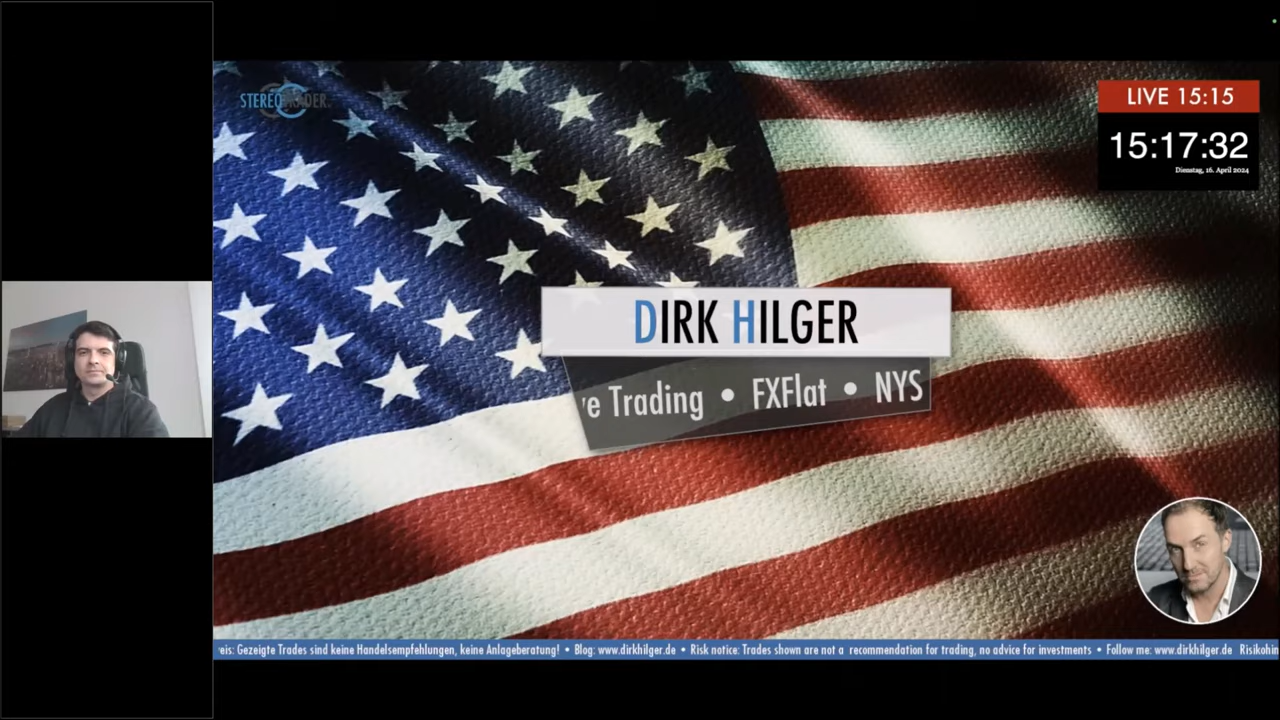 STEREOTRADER
LIVE 15:15
15:17:32
Dienstag, 16. April 2024
DIRK HILGER
e Trading • FXFlat • NYS
eis: Gezeigte Trades sind keine Handelsempfehlungen, keine Anlageberatung! • Blog: www.dirkhilger.de • Risk notice: Trades shown are not a recommendation for trading, no advice for investments • Follow me: www.dirkhilger.de Risikohin